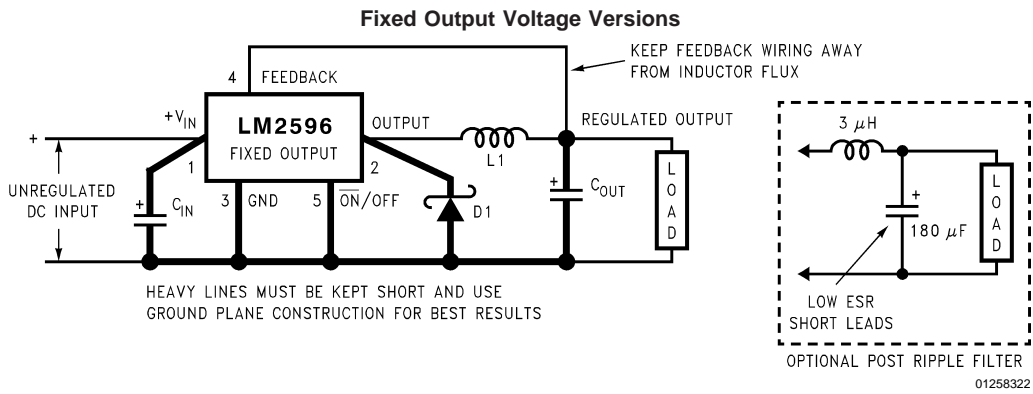 Fixed Output Voltage Versions
KEEP FEEDBACK WIRING AWAY
FROM INDUCTOR FLUX
4 FEEDBACK
+VIN
LM2596
FIXED OUTPUT
OUTPUT
REGULATED OUTPUT
+
1
2
L1
UNREGULATED
DC INPUT
+
CIN
3 GND
5 ON/OFF
D1
+
COUT
LOAD
HEAVY LINES MUST BE KEPT SHORT AND USE
GROUND PLANE CONSTRUCTION FOR BEST RESULTS
3 μH
+
180 μF
LOAD
LOW ESR
SHORT LEADS
OPTIONAL POST RIPPLE FILTER
01258322